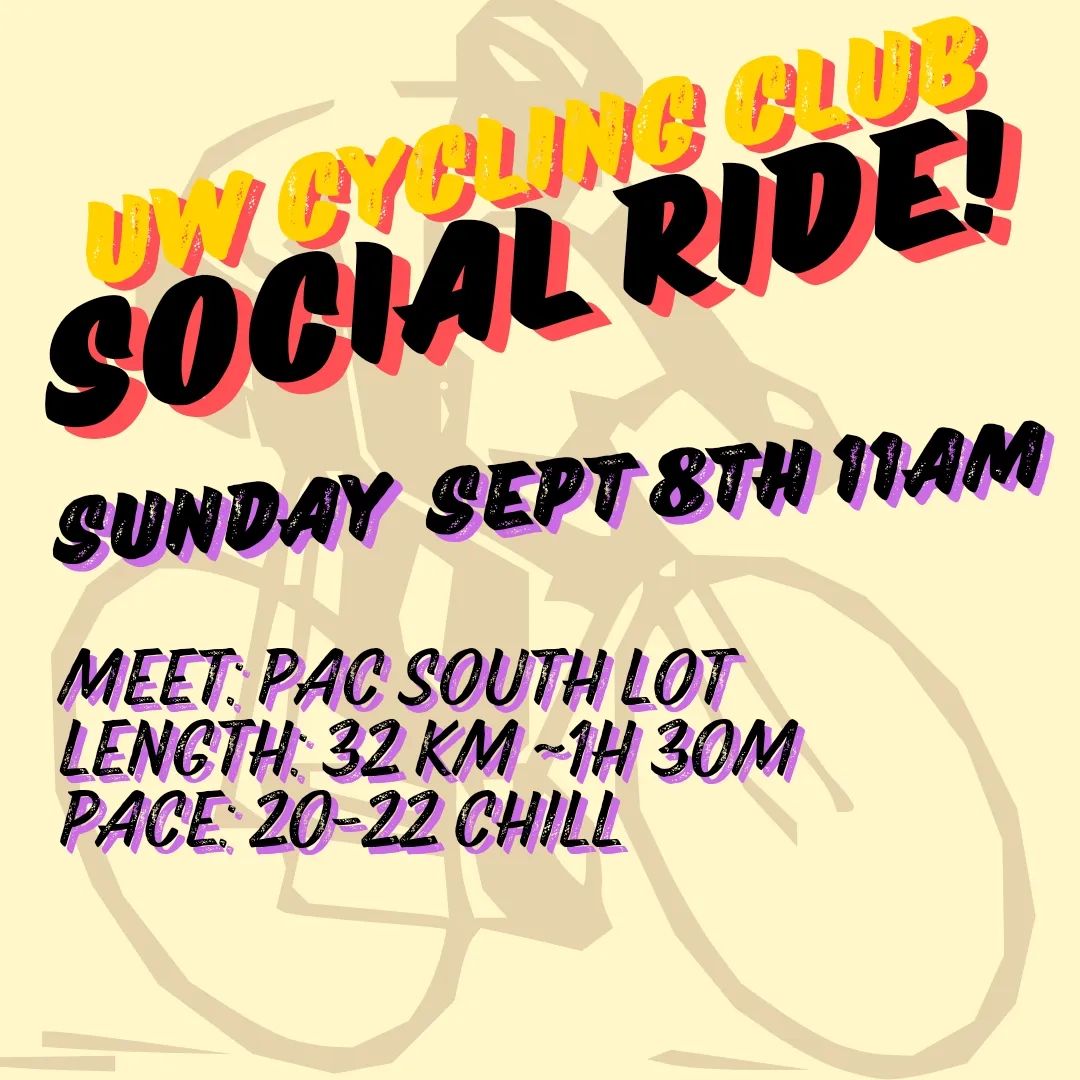 UW CYCLING CLUB
SOCIAL RIDE!
SUNDAY SEPT 8TH 11AM
MEET: PAC SOUTH LOT
LENGTH: 32 KM ~1H 30M
PACE: 20-22 CHILL